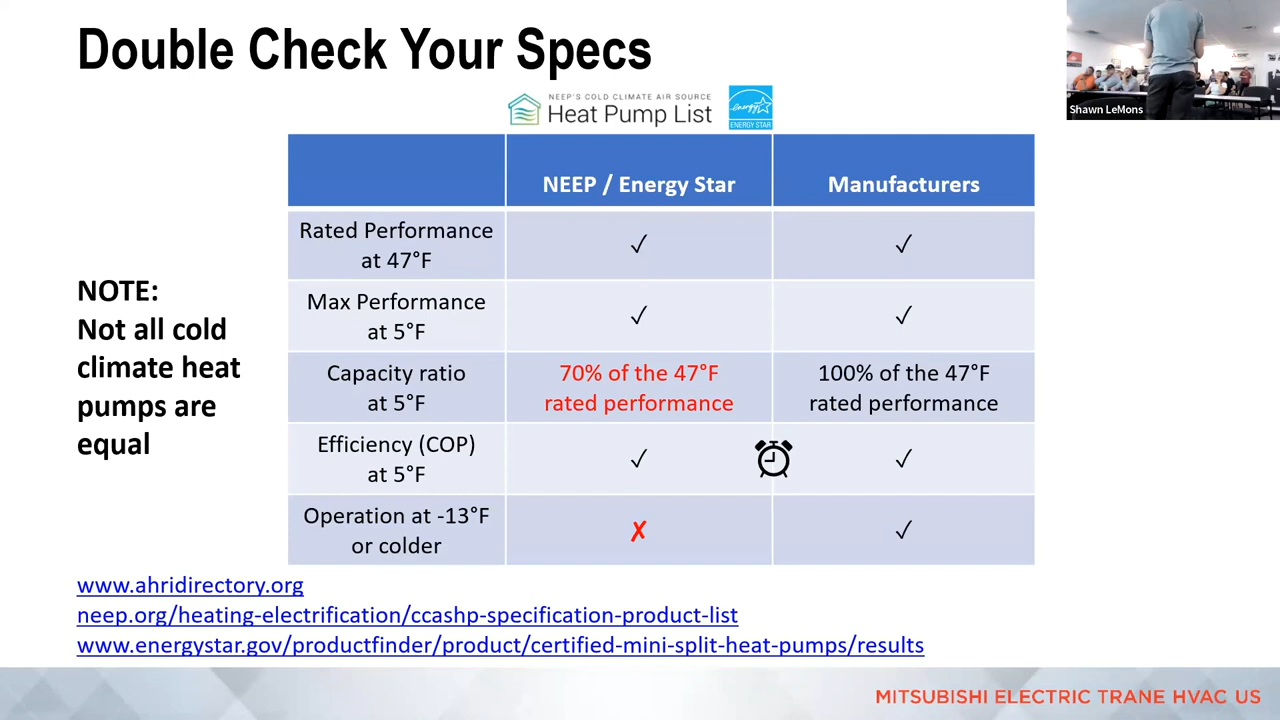 Double Check Your Specs
Shawn LeMons
NEEP'S COLD CLIMATE AIR SOURCE
Heat Pump List
energy
ENERGY STAR
NEEP / Energy Star
Manufacturers
Rated Performance
at 47°F
✓
✓
Max Performance
at 5°F
✓
✓
Capacity ratio
at 5°F
70% of the 47°F
rated performance
100% of the 47°F
rated performance
Efficiency (COP)
at 5°F
✓
✓
Operation at -13°F
or colder
✗
✓
NOTE:
Not all cold
climate heat
pumps are
equal
www.ahridirectory.org
neep.org/heating-electrification/ccashp-specification-product-list
www.energystar.gov/productfinder/product/certified-mini-split-heat-pumps/results
MITSUBISHI ELECTRIC TRANE HVAC US